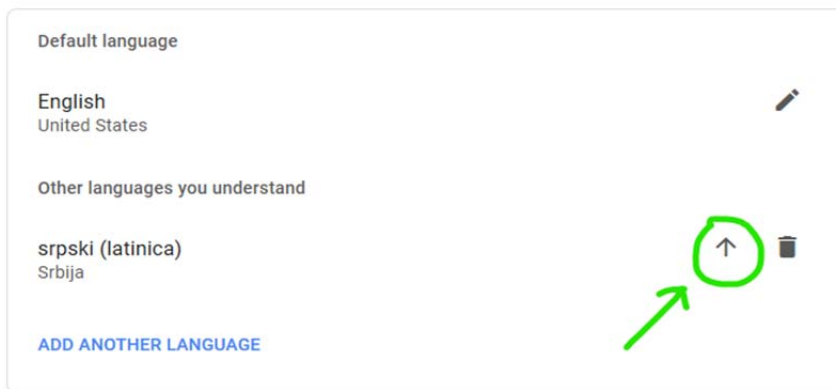 Default language
English
United States
Other languages you understand
srpski (latinica)
Srbija
ADD ANOTHER LANGUAGE